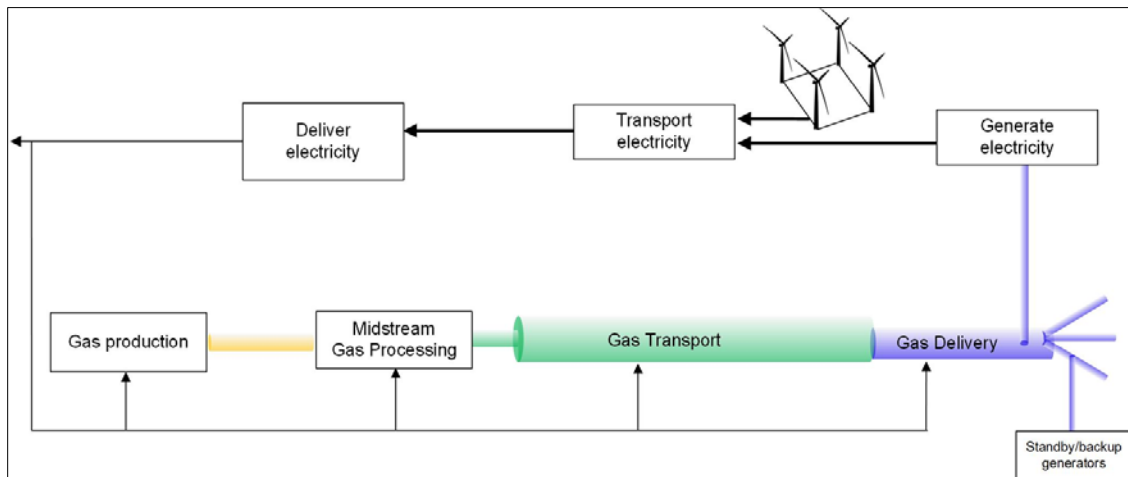 Deliver
electricity
Transport
electricity
Generate
electricity
Gas production
Midstream
Gas Processing
Gas Transport
Gas Delivery
Standby/backup
generators